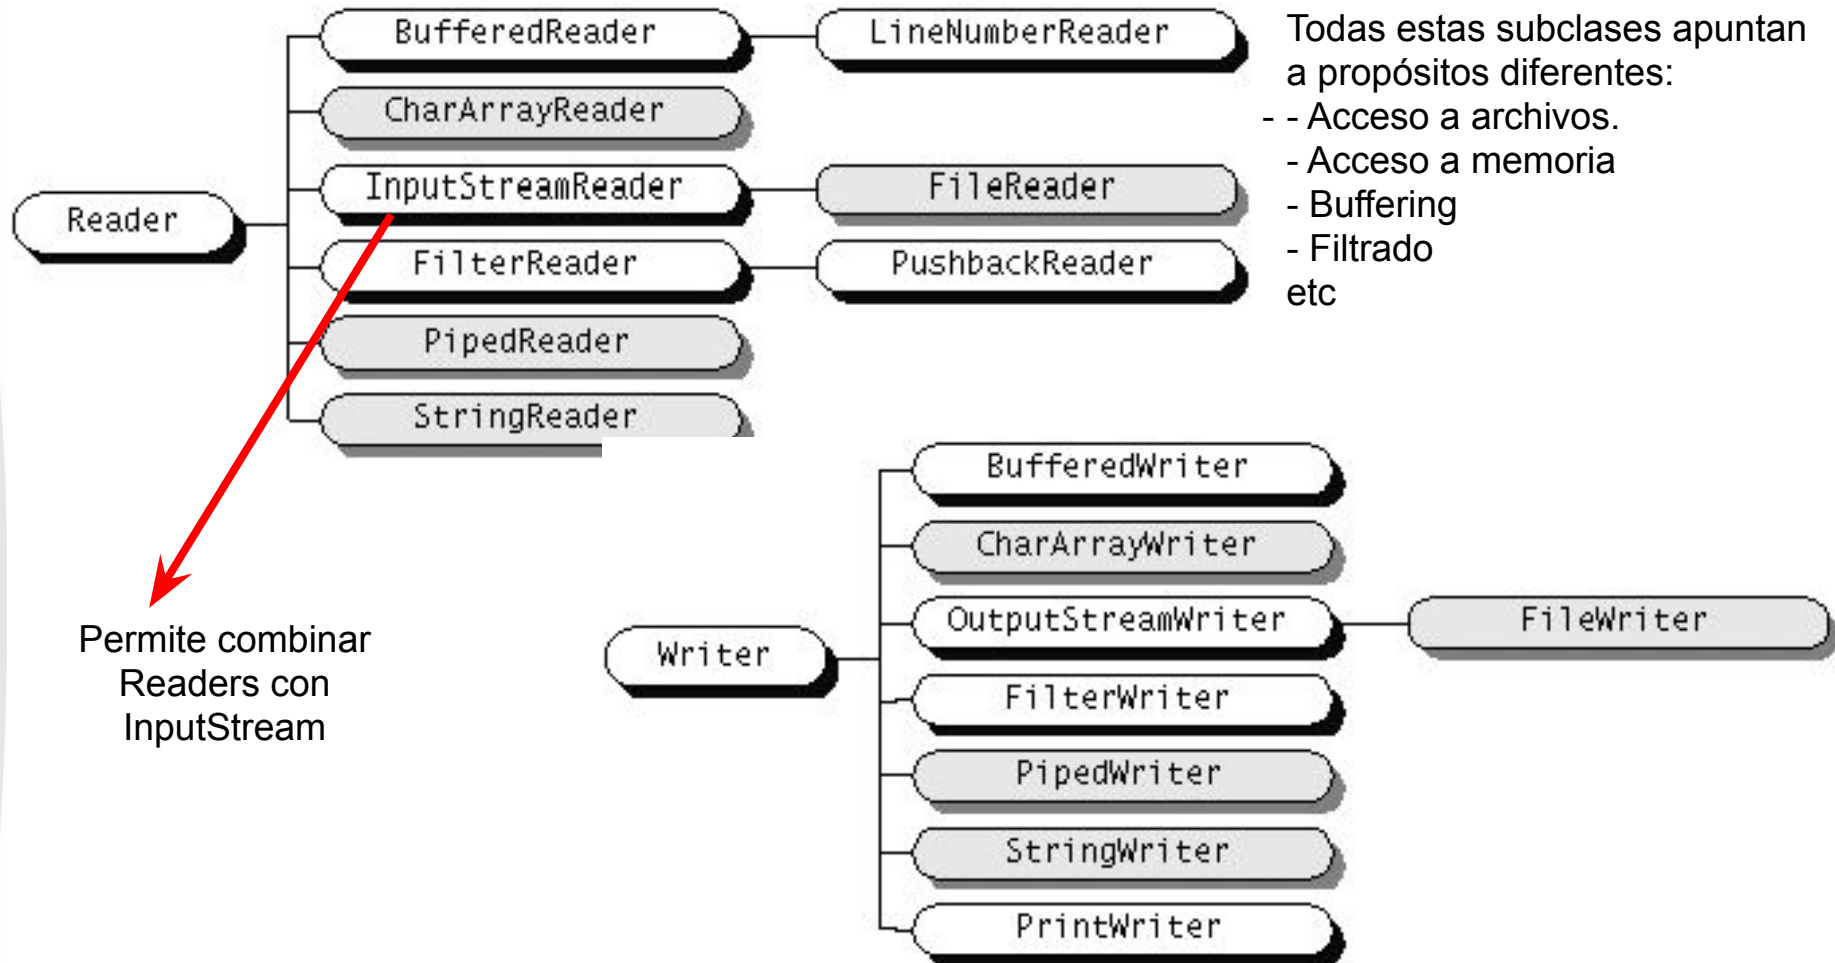 BufferedReader
LineNumberReader
CharArrayReader
InputStreamReader
FileReader
Reader
FilterReader
PushbackReader
PipedReader
StringReader
Todas estas subclases apuntan
a propósitos diferentes:
- - Acceso a archivos.
- Acceso a memoria
- Buffering
- Filtrado
etc
Permite combinar
Readers con
InputStream
BufferedWriter
CharArrayWriter
OutputStreamWriter
FileWriter
Writer
FilterWriter
PipedWriter
StringWriter
PrintWriter